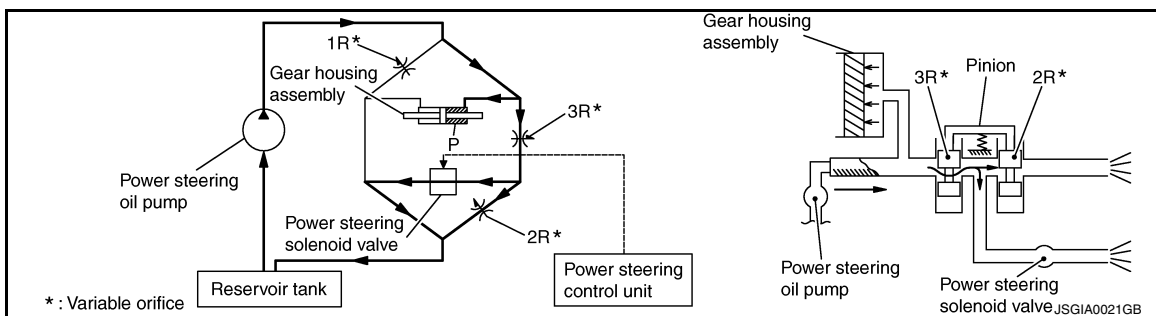 1R*
Gear housing
assembly
3R*
P
Power steering
oil pump
Power steering
solenoid valve
2R*
Reservoir tank
Power steering
control unit
* : Variable orifice
Gear housing
assembly
Pinion
3R*
2R*
Power steering
oil pump
Power steering
solenoid valve
JSGIA0021GB